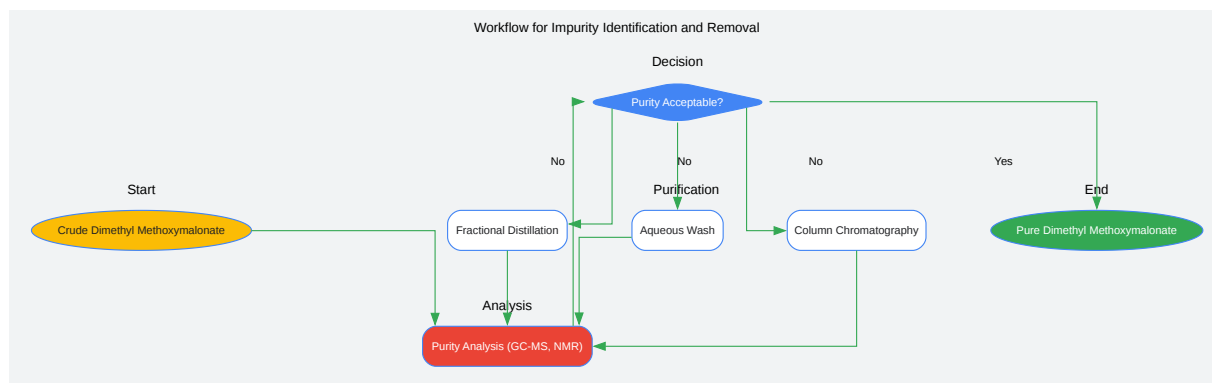 Workflow for Impurity Identification and Removal
Decision
Purity Acceptable?
No
No
No
Yes
Start
Purification
End
Crude Dimethyl Methoxymalonate
Fractional Distillation
Aqueous Wash
Column Chromatography
Pure Dimethyl Methoxymalonate
Analysis
Purity Analysis (GC-MS, NMR)